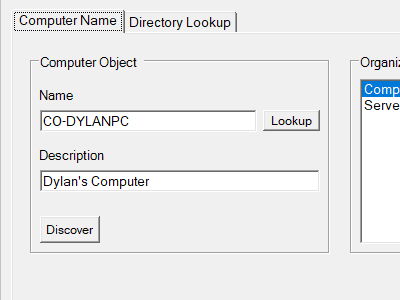 Computer Name Directory Lookup
Computer Object
Name
CO-DYLANPC Lookup
Description
Dylan's Computer
Discover
Organiz
Comp
Serve